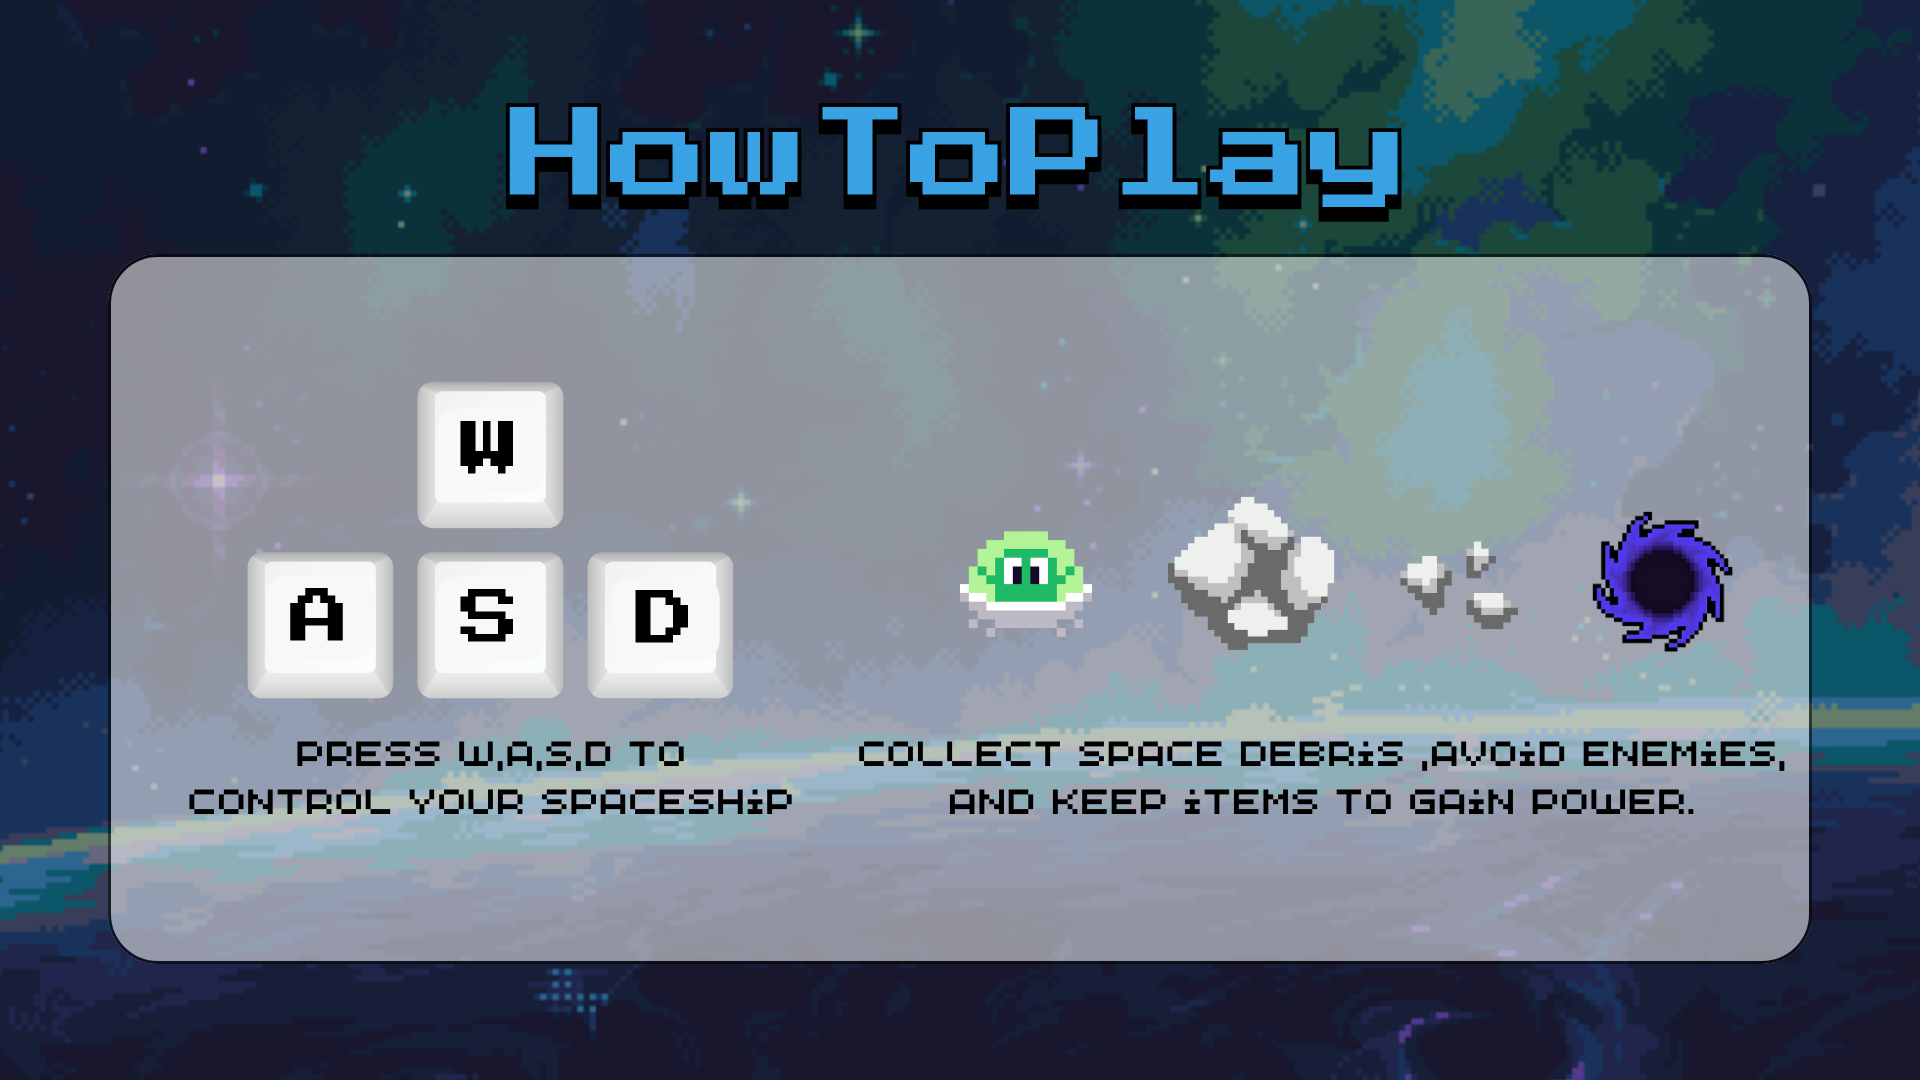 HowToPlay
W
A S D
PRESS W,A,S,D TO
CONTROL YOUR SPACESHiP
COLLECT SPACE DEBRiS ,AVOiD ENEMiES,
AND KEEP iTEMS TO GAiN POWER.